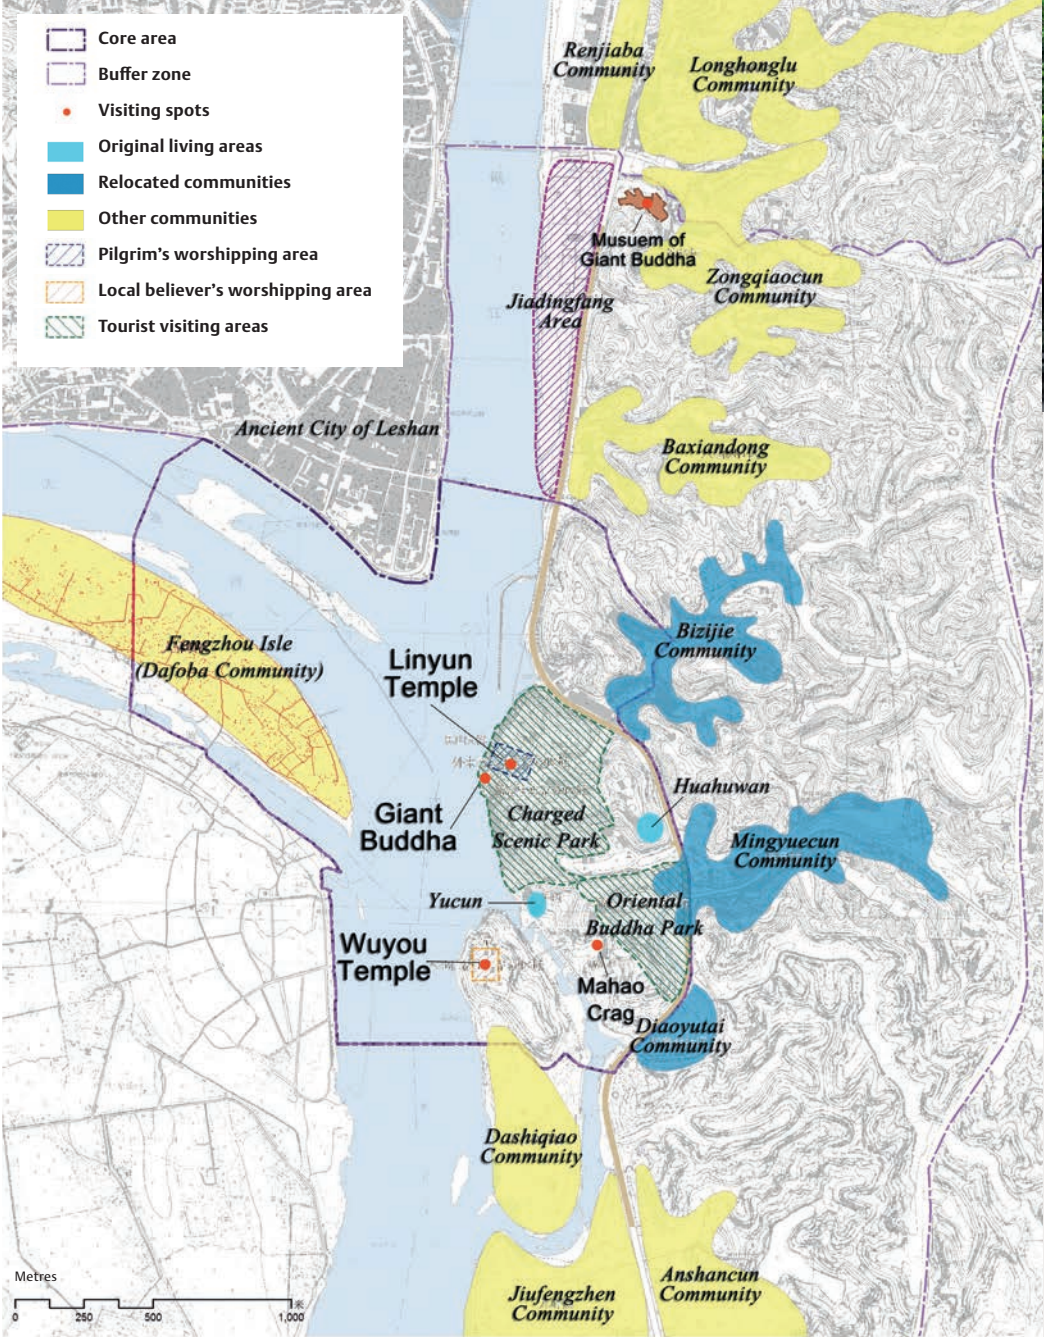 Core area
Buffer zone
Visiting spots
Original living areas
Relocated communities
Other communities
Pilgrim's worshipping area
Local believer's worshipping area
Tourist visiting areas
Renjiaba
Community
Longhonglu
Community
Musuem of
Giant Buddha
Zongqiaocun
Community
Jiadingfang
Area
Ancient City of Leshan
Baxiandong
Community
Bizijie
Community
Fengzhou Isle
(Dafoba Community)
Linyun
Temple
Giant
Buddha
Charged
Scenic Park
Huahuwan
Mingyuecun
Community
Yucun
Oriental
Buddha Park
Wuyou
Temple
Mahao
Crag
Diaoyutai
Community
Dashiqiao
Community
Jiufengzhen
Community
Anshancun
Community
Metres
0 250 500 1,000 米